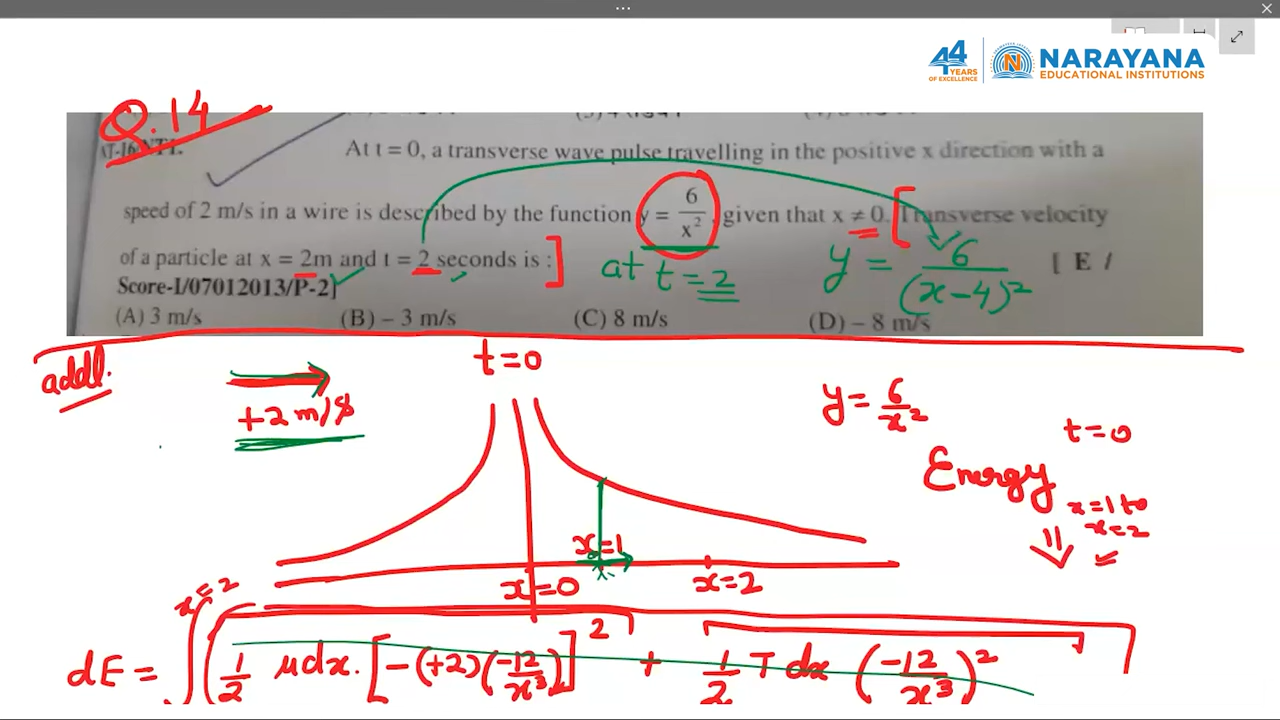 44
YEARS
OF EXCELLENCE
NARAYANA
EDUCATIONAL INSTITUTIONS
Q.14
At t = 0, a transverse wave pulse travelling in the positive x direction with a
speed of 2 m/s in a wire is described by the function y = 6/x², given that x ≠ 0. [Transverse velocity
of a particle at x = 2m and t = 2 seconds is : ]
[ E /
at t = 2
y = 6/(x-4)²
Score-I/07012013/P-2]
(A) 3 m/s (B) – 3 m/s (C) 8 m/s (D) – 8 m/s
addl.
+2 m/s
t=0
y = 6/x²
t=0
Energy
x=1 to
x=2
x=1
x=0
x=2
x=2
dE = ∫ ( 1/2 μdx. [-(+2)(-12/x³)]² + 1/2 T dx (-12/x³)²